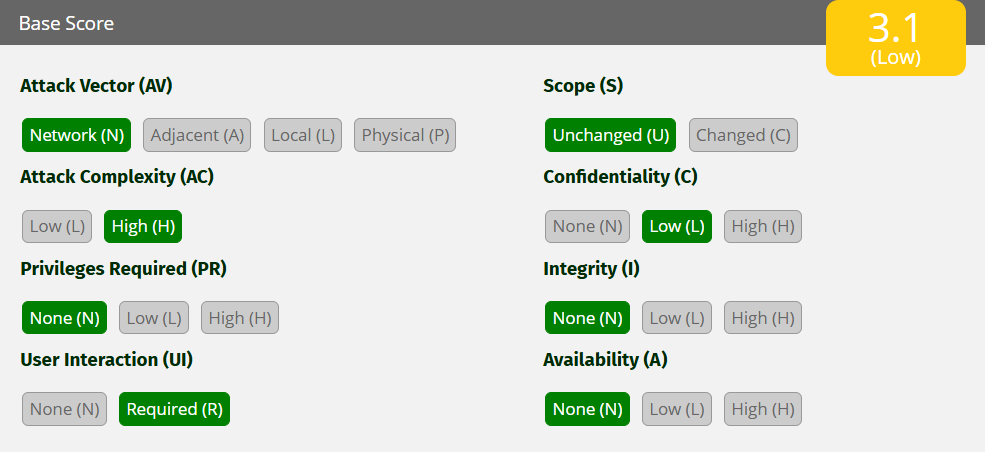 Base Score
3.1
(Low)
Attack Vector (AV)
Network (N) Adjacent (A) Local (L) Physical (P)
Attack Complexity (AC)
Low (L) High (H)
Privileges Required (PR)
None (N) Low (L) High (H)
User Interaction (UI)
None (N) Required (R)
Scope (S)
Unchanged (U) Changed (C)
Confidentiality (C)
None (N) Low (L) High (H)
Integrity (I)
None (N) Low (L) High (H)
Availability (A)
None (N) Low (L) High (H)